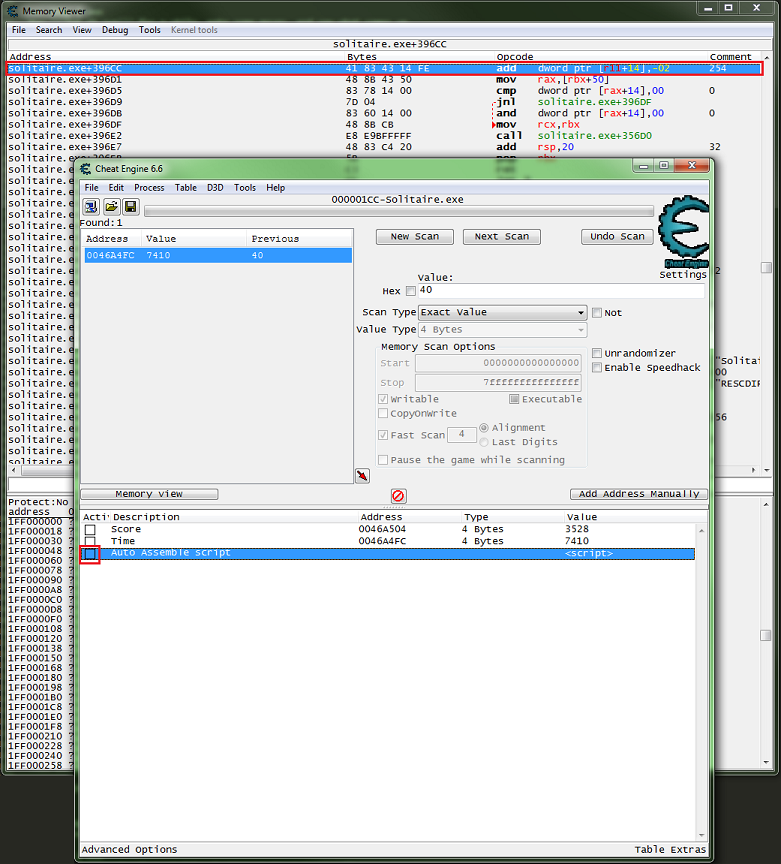 Memory Viewer
File Search View Debug Tools Kernel tools
solitaire.exe+396CC
Address Bytes Opcode Comment
solitaire.exe+396CC 41 83 43 14 FE add dword ptr [r11+14],-02 254
solitaire.exe+396D1 48 8B 43 50 mov rax,[rbx+50]
solitaire.exe+396D5 83 78 14 00 cmp dword ptr [rax+14],00 0
solitaire.exe+396D9 7D 04 jnl solitaire.exe+396DF
solitaire.exe+396DB 83 60 14 00 and dword ptr [rax+14],00 0
solitaire.exe+396DF 48 8B CB mov rcx,rbx
solitaire.exe+396E2 E8 E9BFFFFF call solitaire.exe+356D0
solitaire.exe+396E7 48 83 C4 20 add rsp,20 32
Cheat Engine 6.6
File Edit Process Table D3D Tools Help
000001CC-Solitaire.exe
Found:1
Address Value Previous
0046A4FC 7410 40
New Scan Next Scan Undo Scan
Cheat Engine
Settings
Value:
Hex 40
Scan Type Exact Value Not
Value Type 4 Bytes
Memory Scan Options
Start 0000000000000000
Stop 7fffffffffffffff
Unrandomizer
Enable Speedhack
Writable Executable
CopyOnWrite
Fast Scan 4 Alignment
Last Digits
Pause the game while scanning
Memory view Add Address Manually
Activ Description Address Type Value
Score 0046A504 4 Bytes 3528
Time 0046A4FC 4 Bytes 7410
Auto Assemble script <script>
Advanced Options Table Extras
"Solita
00
"RESCDIR
56
Protect:No
address
1FF000000 ?
1FF000018 ?
1FF000030 ?
1FF000048 ?
1FF000060 ?
1FF000078 ?
1FF000090 ?
1FF0000A8 ?
1FF0000C0 ?
1FF0000D8 ?
1FF0000F0 ?
1FF000108 ?
1FF000120 ?
1FF000138 ?
1FF000150 ?
1FF000168 ?
1FF000180 ?
1FF000198 ?
1FF0001B0 ?
1FF0001C8 ?
1FF0001E0 ?
1FF0001F8 ?
1FF000210 ?
1FF000228 ?
1FF000240 ?
1FF000258 ?